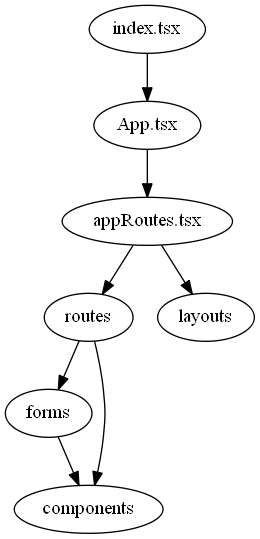 index.tsx
App.tsx
appRoutes.tsx
routes
layouts
forms
components